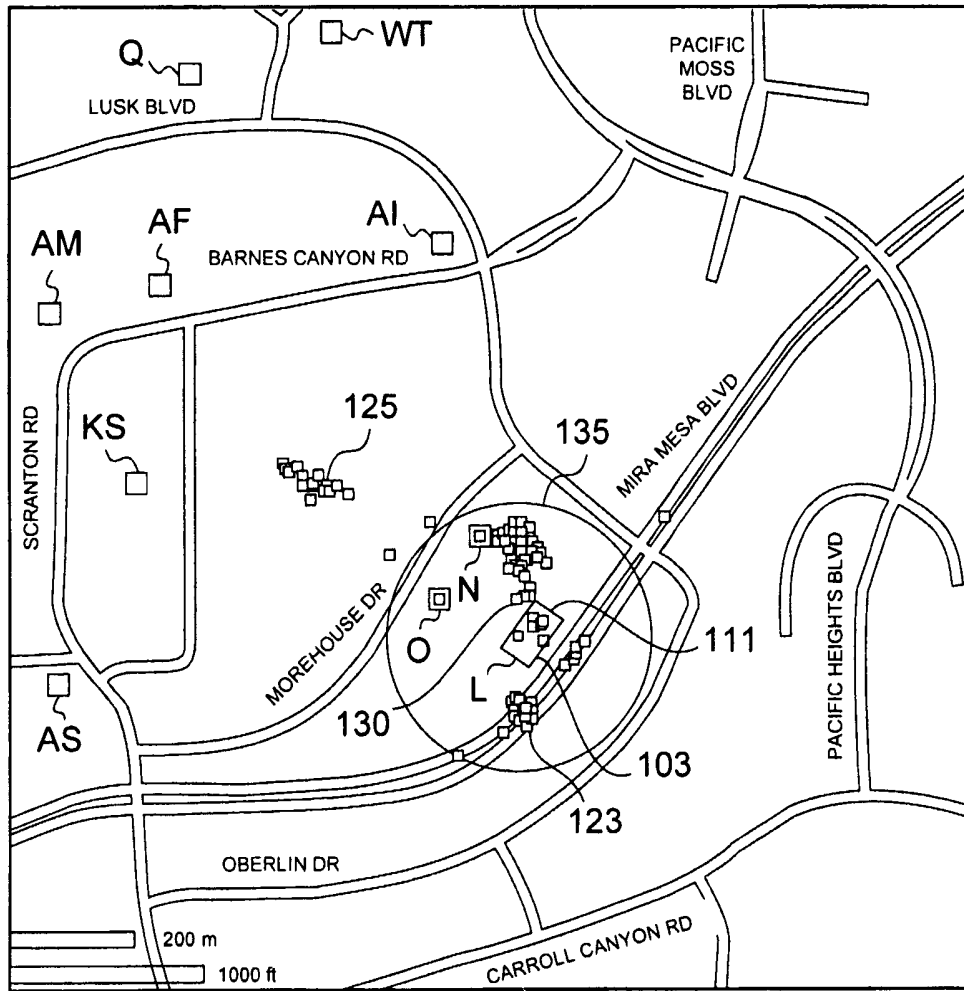 WT
Q
PACIFIC
MOSS
BLVD
LUSK BLVD
AI
AF
AM
BARNES CANYON RD
MIRA MESA BLVD
125
135
KS
SCRANTON RD
N
MOREHOUSE DR
O
111
PACIFIC HEIGHTS BLVD
L
130
AS
103
123
OBERLIN DR
200 m
CARROLL CANYON RD
1000 ft